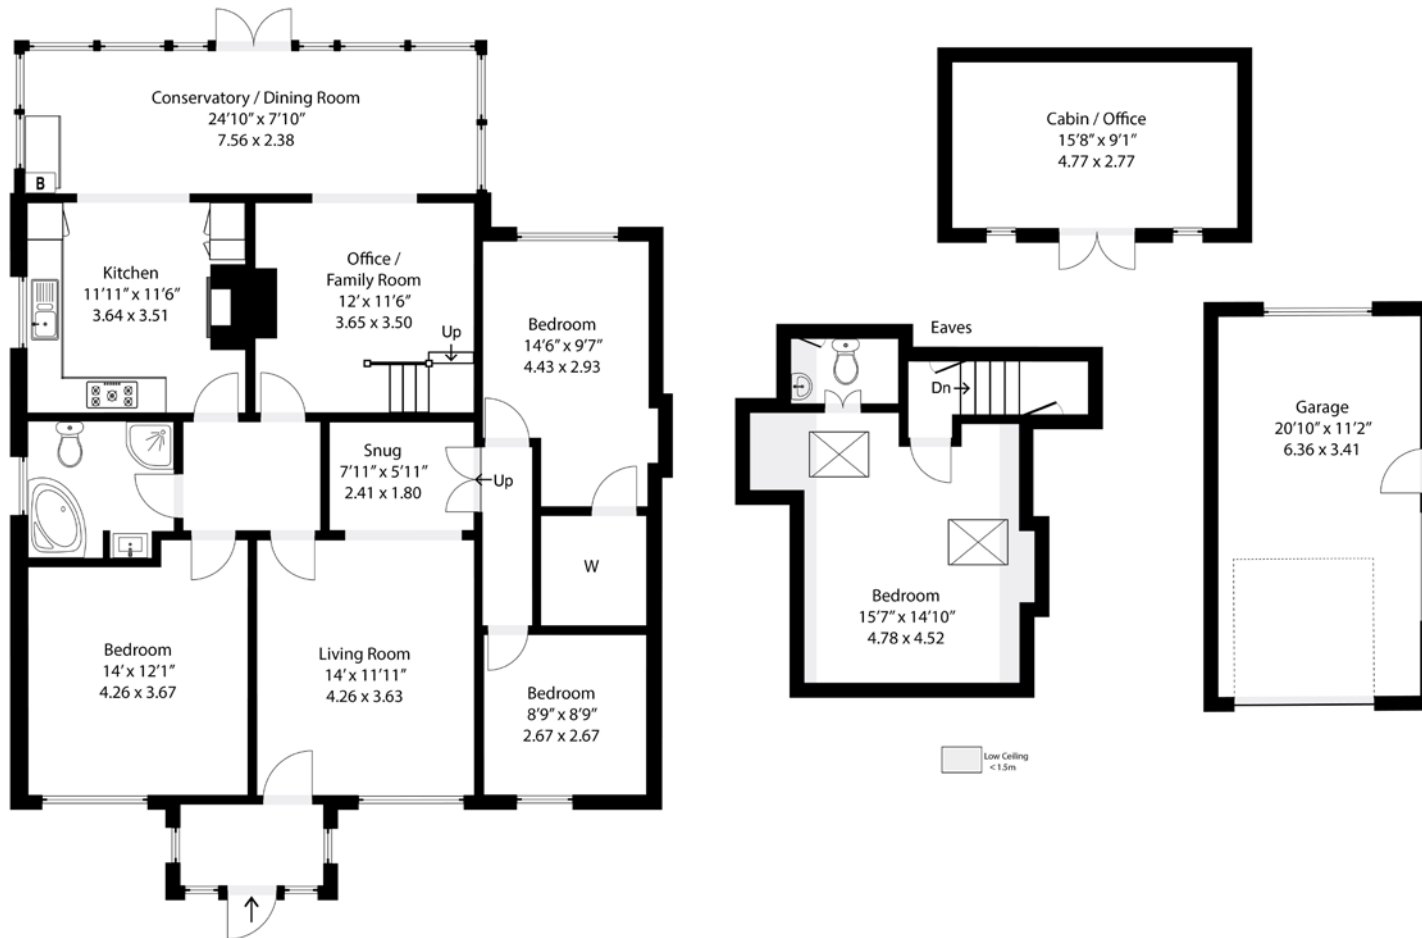 Conservatory / Dining Room
24'10" x 7'10"
7.56 x 2.38
B
Kitchen
11'11" x 11'6"
3.64 x 3.51
Office /
Family Room
12' x 11'6"
3.65 x 3.50
Up
Bedroom
14'6" x 9'7"
4.43 x 2.93
Snug
7'11" x 5'11"
2.41 x 1.80
Up
W
Bedroom
14' x 12'1"
4.26 x 3.67
Living Room
14' x 11'11"
4.26 x 3.63
Bedroom
8'9" x 8'9"
2.67 x 2.67
Cabin / Office
15'8" x 9'1"
4.77 x 2.77
Eaves
Dn
Bedroom
15'7" x 14'10"
4.78 x 4.52
Garage
20'10" x 11'2"
6.36 x 3.41
Low Ceiling
<1.5m